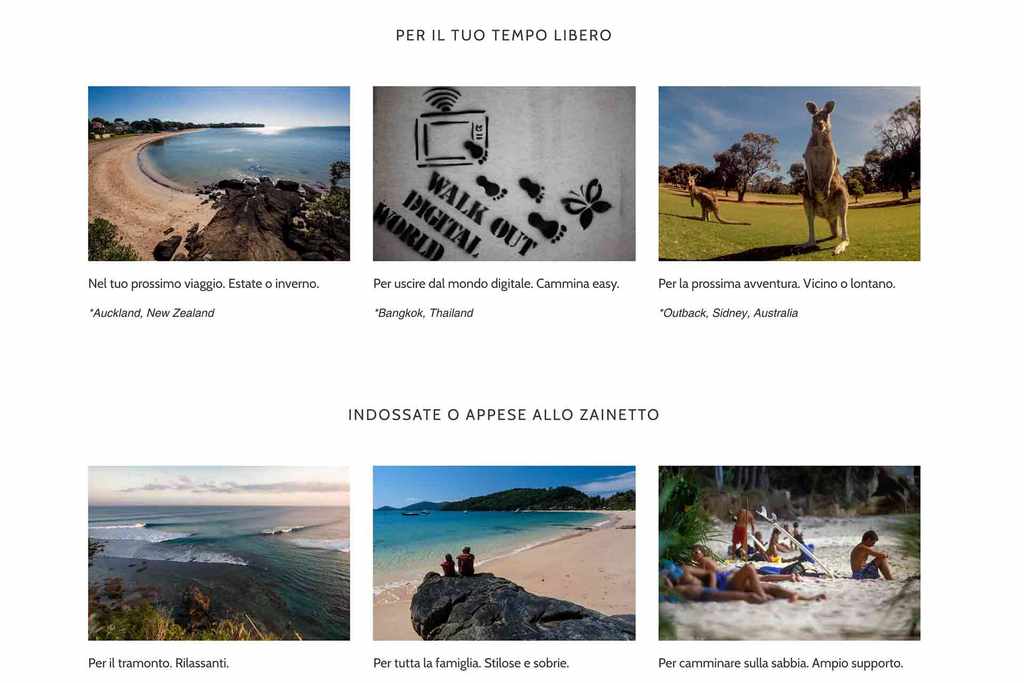 PER IL TUO TEMPO LIBERO
WALK OUT
DIGITAL
WORLD
Nel tuo prossimo viaggio. Estate o inverno.
Per uscire dal mondo digitale. Cammina easy.
Per la prossima avventura. Vicino o lontano.
*Auckland, New Zealand
*Bangkok, Thailand
*Outback, Sidney, Australia
INDOSSATE O APPESE ALLO ZAINETTO
Per il tramonto. Rilassanti.
Per tutta la famiglia. Stilose e sobrie.
Per camminare sulla sabbia. Ampio supporto.